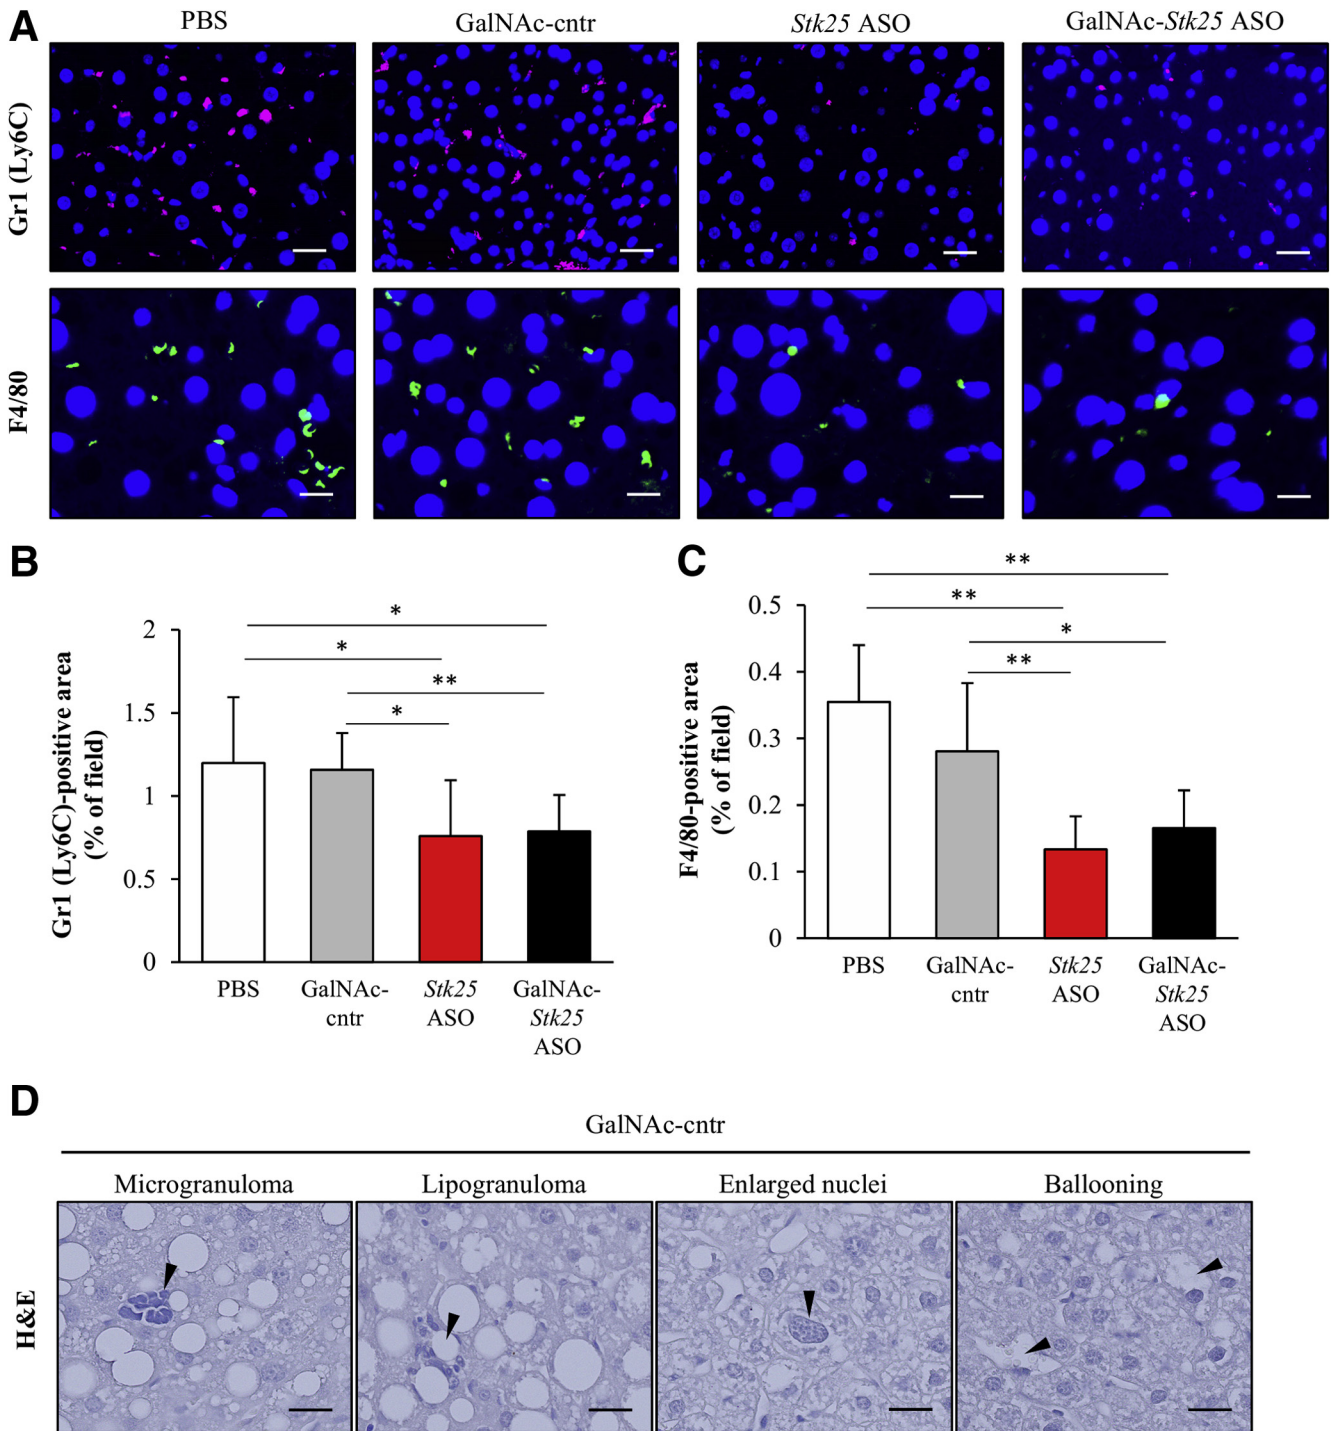 A
PBS
GalNAc-cntr
Stk25 ASO
GalNAc-Stk25 ASO
Gr1 (Ly6C)
F4/80
B
Gr1 (Ly6C)-positive area
(% of field)
2
1.5
1
0.5
0
*
*
**
*
PBS
GalNAc-
cntr
Stk25
ASO
GalNAc-
Stk25
ASO
C
F4/80-positive area
(% of field)
0.5
0.4
0.3
0.2
0.1
0
**
**
*
**
PBS
GalNAc-
cntr
Stk25
ASO
GalNAc-
Stk25
ASO
D
GalNAc-cntr
Microgranuloma
Lipogranuloma
Enlarged nuclei
Ballooning
H&E